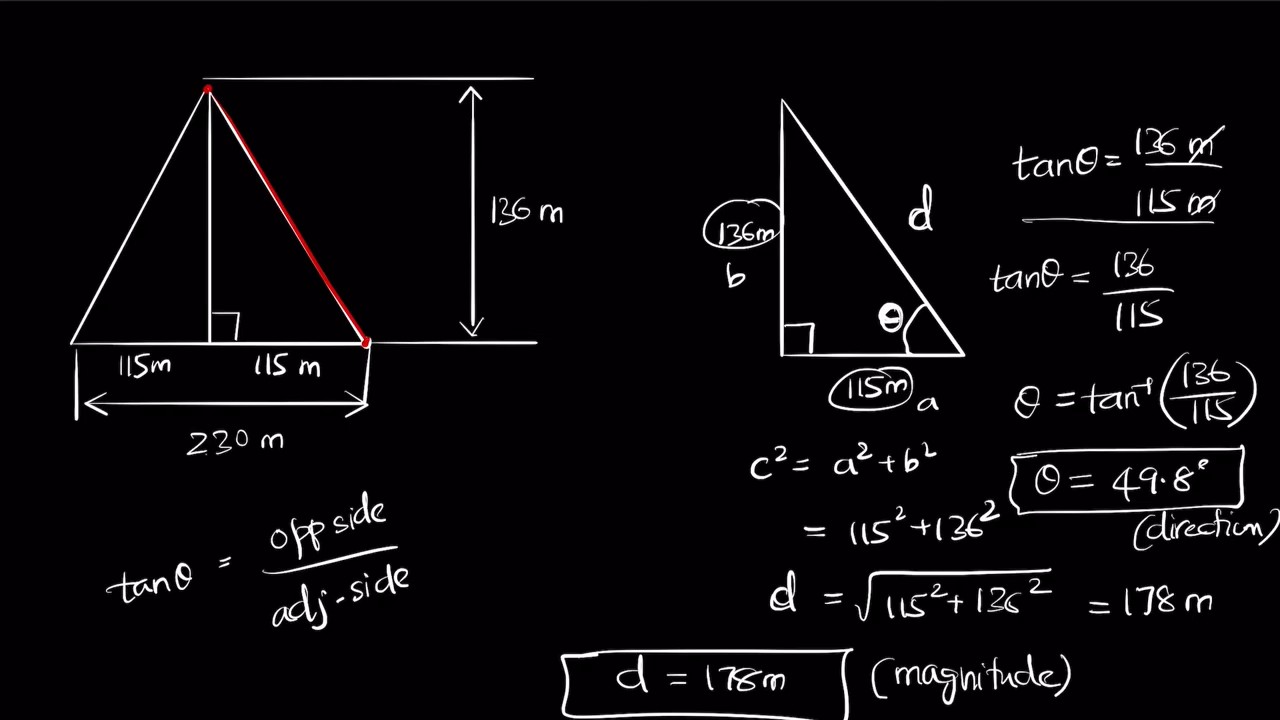 136 m
115m
115 m
230 m
tanθ = opp side / adj-side
136m
b
d
θ
115m
a
c² = a² + b²
= 115² + 136²
d = √115² + 136² = 178 m
d = 178m (magnitude)
tanθ = 136 m / 115 m
tanθ = 136 / 115
θ = tan⁻¹ (136 / 115)
θ = 49.8°
(direction)